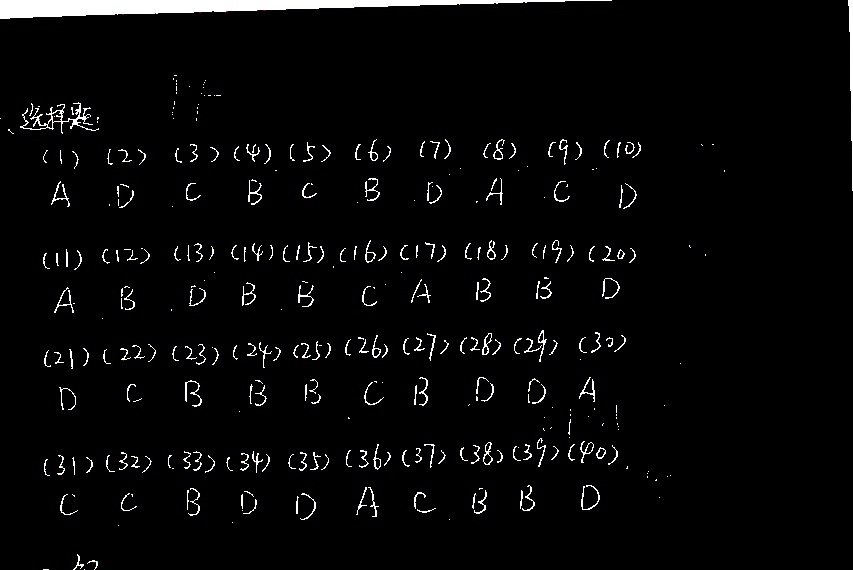 、选择题:
(1) (2) (3) (4) (5) (6) (7) (8) (9) (10)
A D C B C B D A C D
(11) (12) (13) (14) (15) (16) (17) (18) (19) (20)
A B D B B C A B B D
(21) (22) (23) (24) (25) (26) (27) (28) (29) (30)
D C B B B C B D D A
(31) (32) (33) (34) (35) (36) (37) (38) (39) (40)
C C B D D A C B B D